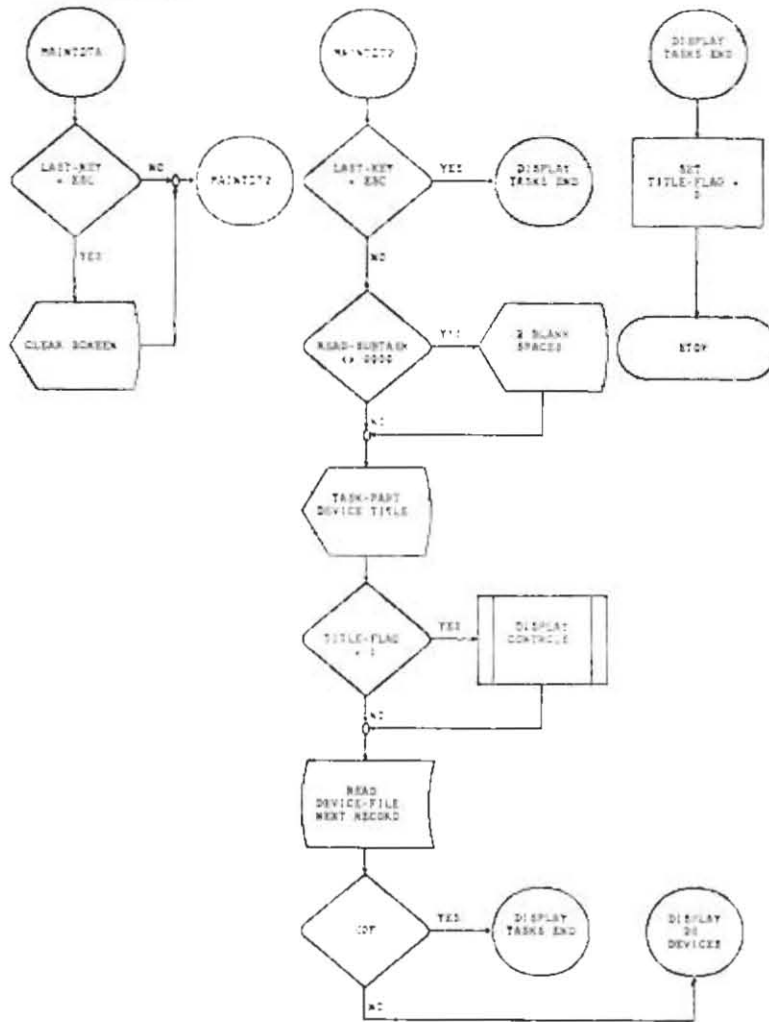 DISPLAY
TASKS END
LAST-KEY
= ESC
NO
YES
CLEAR SCREEN
LAST-KEY
= ESC
YES
DISPLAY
TASKS END
NO
SET
TITLE-FLAG =
READ-SUBTASK
<> 0000
YES
2 BLANK
SPACES
STOP
NO
TASK-PART
DEVICE TITLE
TITLE-FLAG
= 1
YES
DISPLAY
CONTROLS
NO
READ
DEVICE-FILE
NEXT RECORD
EOF
YES
DISPLAY
TASKS END
DISPLAY
DEVICES
NO